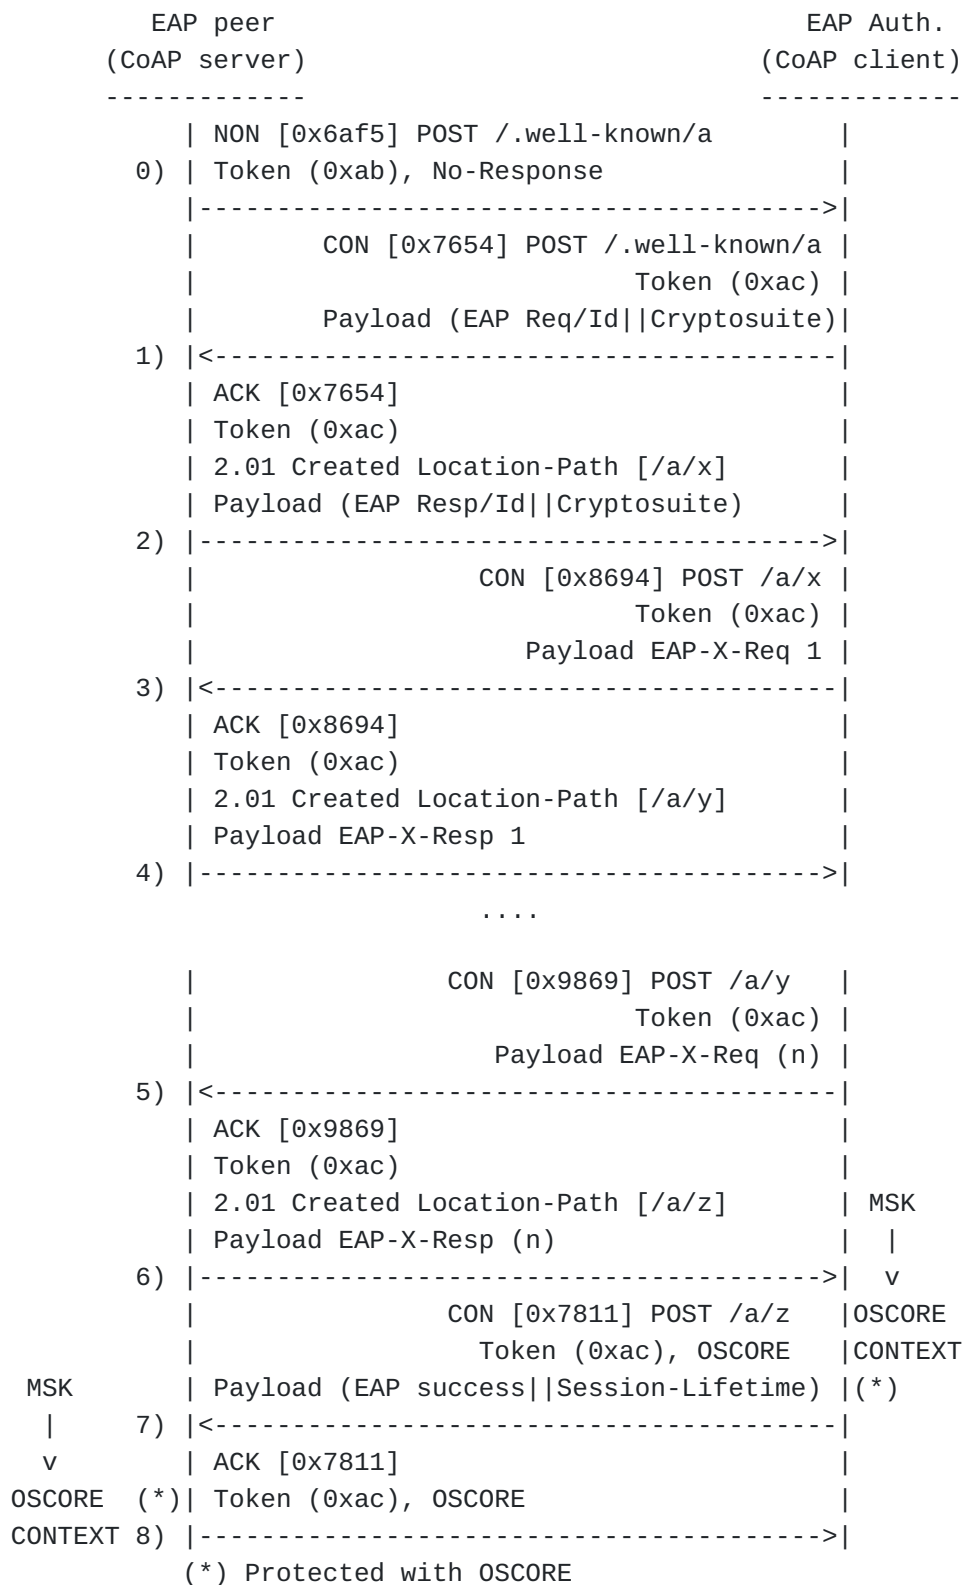 EAP peer                                  EAP Auth.
      (CoAP server)                             (CoAP client)
      -------------                             -------------
           | NON [0x6af5] POST /.well-known/a        |
        0) | Token (0xab), No-Response               |
           |---------------------------------------->|
           |        CON [0x7654] POST /.well-known/a |
           |                            Token (0xac) |
           |        Payload (EAP Req/Id||Cryptosuite)|
        1) |<----------------------------------------|
           | ACK [0x7654]                            |
           | Token (0xac)                            |
           | 2.01 Created Location-Path [/a/x]       |
           | Payload (EAP Resp/Id||Cryptosuite)      |
        2) |---------------------------------------->|
           |                  CON [0x8694] POST /a/x |
           |                            Token (0xac) |
           |                     Payload EAP-X-Req 1 |
        3) |<----------------------------------------|
           | ACK [0x8694]                            |
           | Token (0xac)                            |
           | 2.01 Created Location-Path [/a/y]       |
           | Payload EAP-X-Resp 1                    |
        4) |---------------------------------------->|
                              ....
           |                CON [0x9869] POST /a/y   |
           |                            Token (0xac) |
           |                   Payload EAP-X-Req (n) |
        5) |<----------------------------------------|
           | ACK [0x9869]                            |
           | Token (0xac)                            |
           | 2.01 Created Location-Path [/a/z]       | MSK
           | Payload EAP-X-Resp (n)                  |  |
        6) |---------------------------------------->|  v
           |                CON [0x7811] POST /a/z   |OSCORE
           |                  Token (0xac), OSCORE   |CONTEXT
 MSK       | Payload (EAP success||Session-Lifetime) |(*)
  |     7) |<----------------------------------------|
  v        | ACK [0x7811]                            |
OSCORE  (*)| Token (0xac), OSCORE                    |
CONTEXT 8) |---------------------------------------->|
           (*) Protected with OSCORE